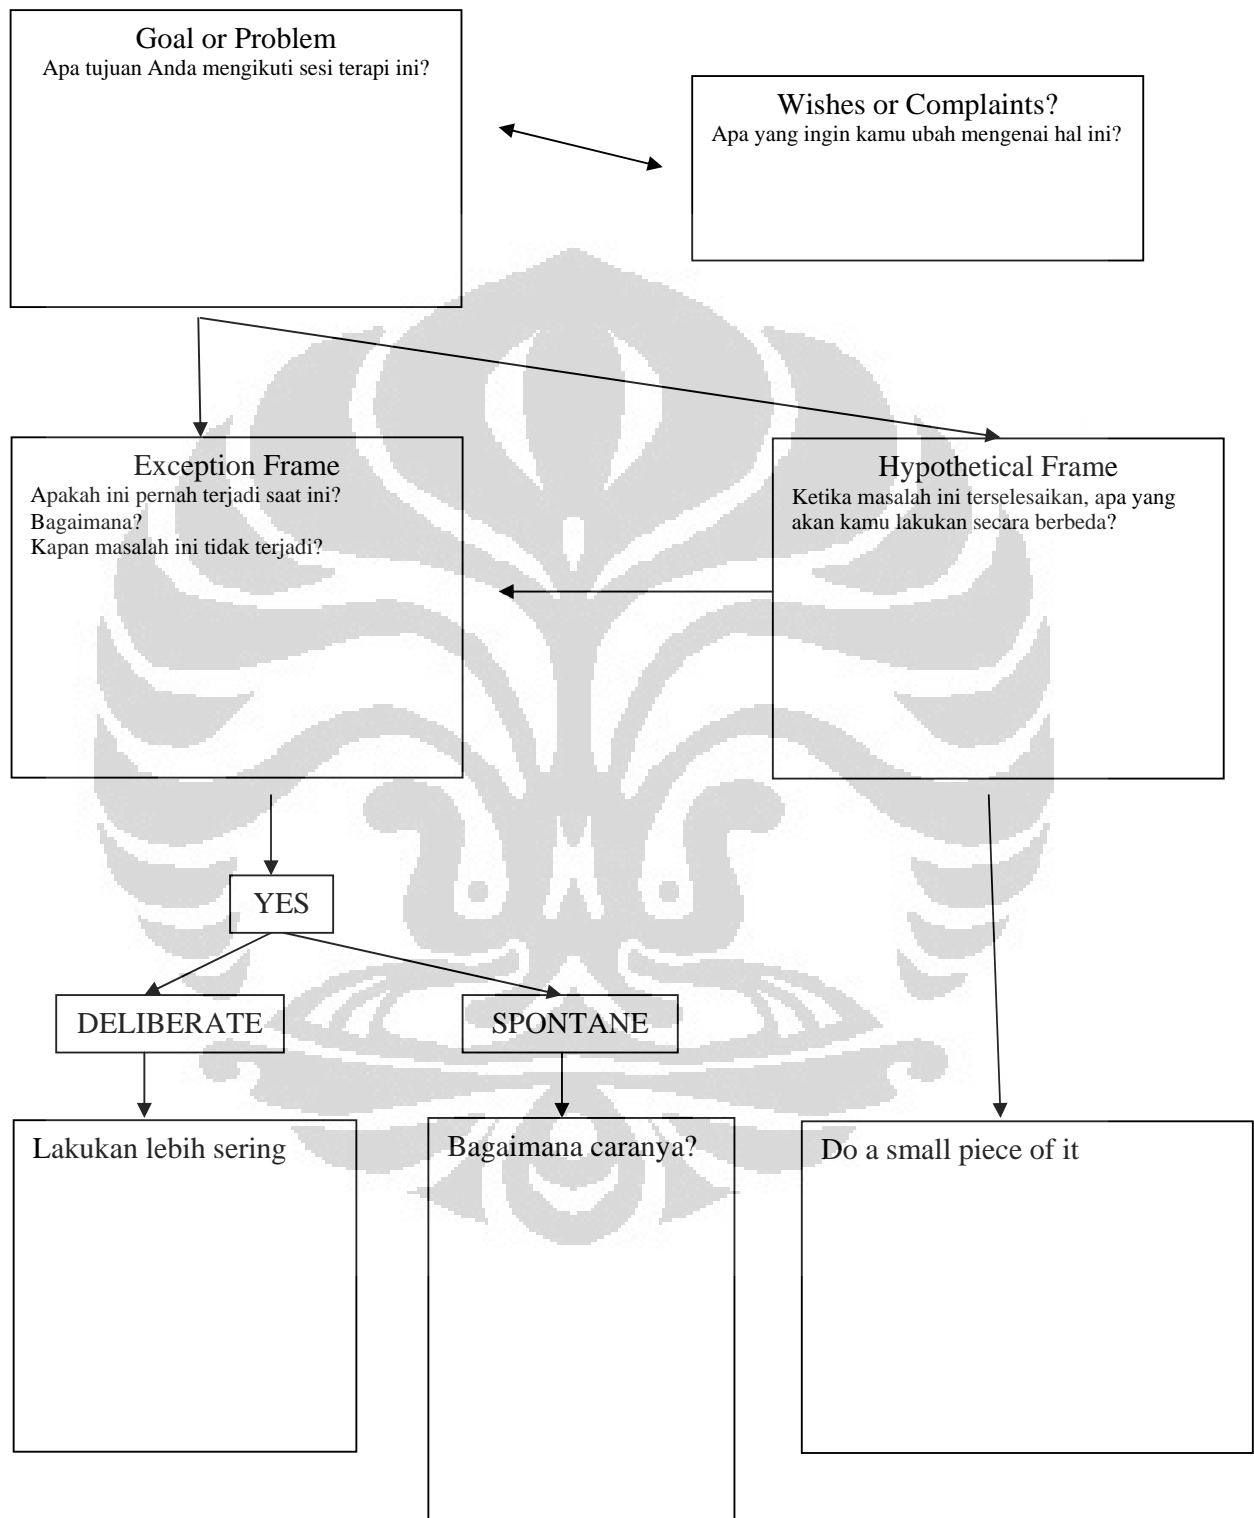 Goal or Problem
Apa tujuan Anda mengikuti sesi terapi ini?
Wishes or Complaints?
Apa yang ingin kamu ubah mengenai hal ini?
Exception Frame
Apakah ini pernah terjadi saat ini?
Bagaimana?
Kapan masalah ini tidak terjadi?
Hypothetical Frame
Ketika masalah ini terselesaikan, apa yang
akan kamu lakukan secara berbeda?
YES
DELIBERATE
SPONTANE
Lakukan lebih sering
Bagaimana caranya?
Do a small piece of it